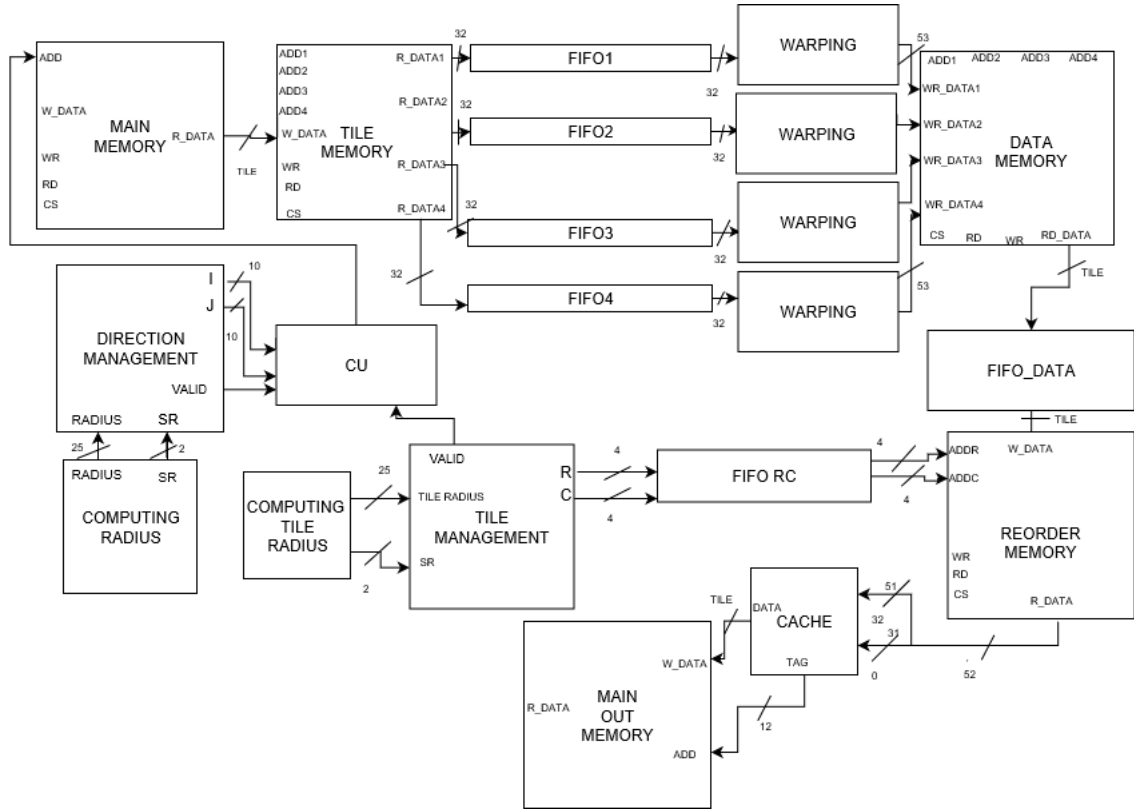 ADD
W_DATA
MAIN
MEMORY
R_DATA
WR
RD
CS
TILE
ADD1
ADD2
ADD3
ADD4
W_DATA
TILE
MEMORY
WR
RD
CS
R_DATA1
R_DATA2
R_DATA3
R_DATA4
32
32
32
32
FIFO1
FIFO2
FIFO3
FIFO4
32
32
32
32
WARPING
WARPING
WARPING
WARPING
53
53
ADD1
ADD2
ADD3
ADD4
WR_DATA1
WR_DATA2
WR_DATA3
WR_DATA4
DATA
MEMORY
CS
RD
WR
RD_DATA
TILE
FIFO_DATA
TILE
I
J
10
10
DIRECTION
MANAGEMENT
VALID
RADIUS
SR
25
2
RADIUS
SR
COMPUTING
RADIUS
CU
COMPUTING
TILE
RADIUS
25
2
VALID
TILE RADIUS
TILE
MANAGEMENT
SR
R
C
4
4
FIFO RC
4
4
ADDR
ADDC
W_DATA
REORDER
MEMORY
WR
RD
CS
R_DATA
52
51
32
31
0
DATA
CACHE
TAG
TILE
12
W_DATA
R_DATA
MAIN
OUT
MEMORY
ADD